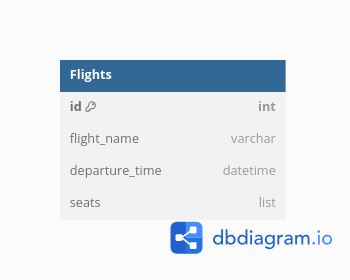 Flights
id int
flight_name varchar
departure_time datetime
seats list
dbdiagram.io